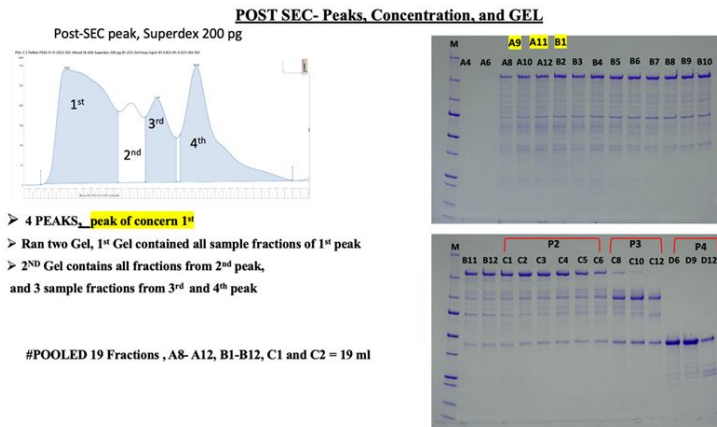 POST SEC- Peaks, Concentration, and GEL
Post-SEC peak, Superdex 200 pg
1st
2nd
3rd
4th
➢ 4 PEAKS, peak of concern 1st
➢ Ran two Gel, 1st Gel contained all sample fractions of 1st peak
➢ 2ND Gel contains all fractions from 2nd peak,
and 3 sample fractions from 3rd and 4th peak
#POOLED 19 Fractions , A8- A12, B1-B12, C1 and C2 = 19 ml
A9 A11 B1
M A4 A6 A8 A10 A12 B2 B3 B4 B5 B6 B7 B8 B9 B10
P2 P3 P4
M B11 B12 C1 C2 C3 C4 C5 C6 C8 C10 C12 D6 D9 D12